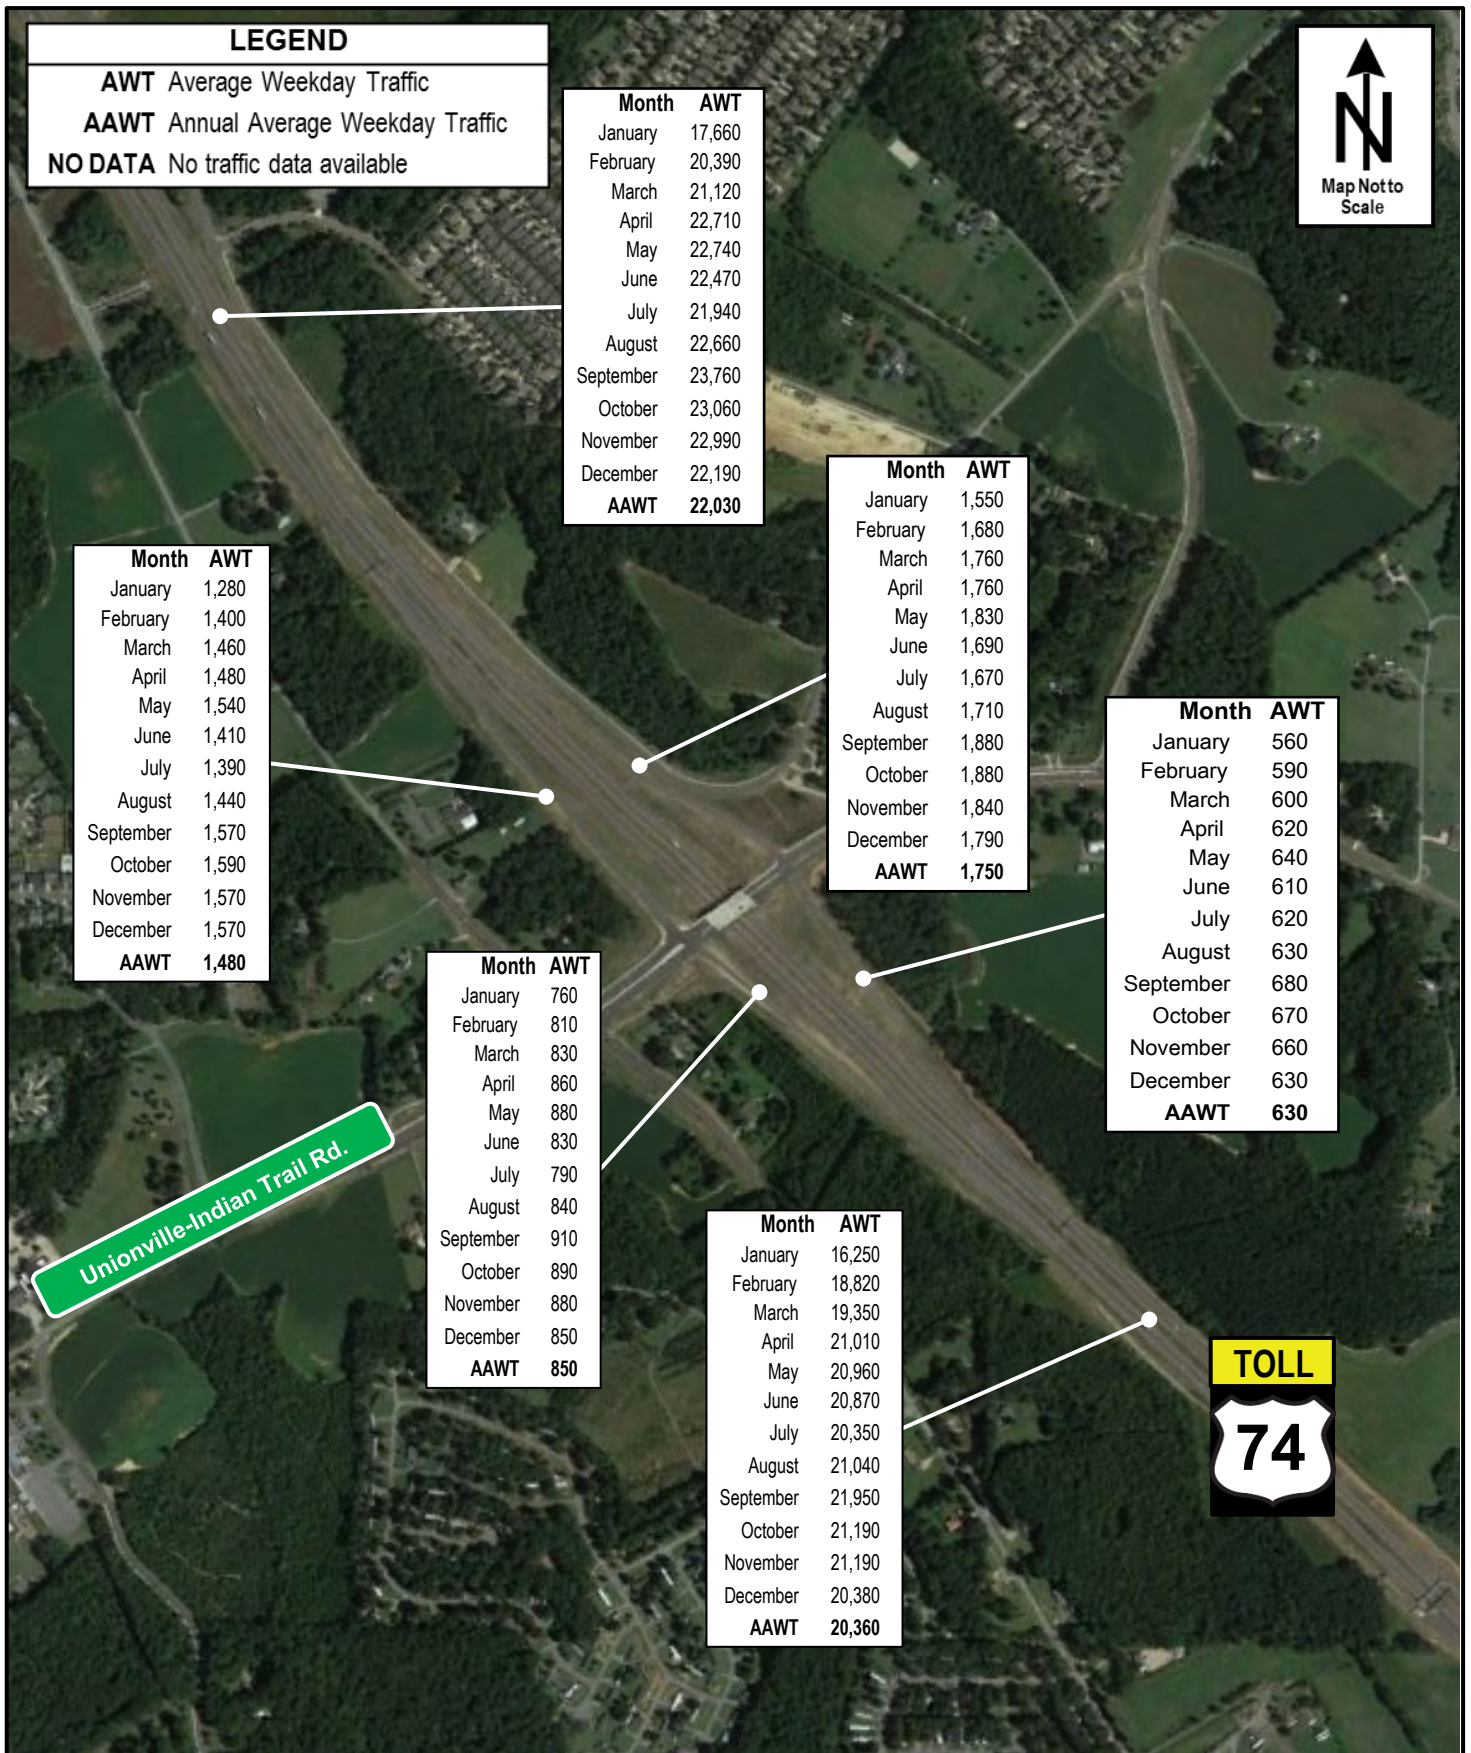 LEGEND
AWT Average Weekday Traffic
AAWT Annual Average Weekday Traffic
NO DATA No traffic data available
N
Map Not to
Scale
Month AWT
January 17,660
February 20,390
March 21,120
April 22,710
May 22,740
June 22,470
July 21,940
August 22,660
September 23,760
October 23,060
November 22,990
December 22,190
AAWT 22,030
Month AWT
January 1,550
February 1,680
March 1,760
April 1,760
May 1,830
June 1,690
July 1,670
August 1,710
September 1,880
October 1,880
November 1,840
December 1,790
AAWT 1,750
Month AWT
January 1,280
February 1,400
March 1,460
April 1,480
May 1,540
June 1,410
July 1,390
August 1,440
September 1,570
October 1,590
November 1,570
December 1,570
AAWT 1,480
Month AWT
January 560
February 590
March 600
April 620
May 640
June 610
July 620
August 630
September 680
October 670
November 660
December 630
AAWT 630
Month AWT
January 760
February 810
March 830
April 860
May 880
June 830
July 790
August 840
September 910
October 890
November 880
December 850
AAWT 850
Unionville-Indian Trail Rd.
Month AWT
January 16,250
February 18,820
March 19,350
April 21,010
May 20,960
June 20,870
July 20,350
August 21,040
September 21,950
October 21,190
November 21,190
December 20,380
AAWT 20,360
TOLL
74